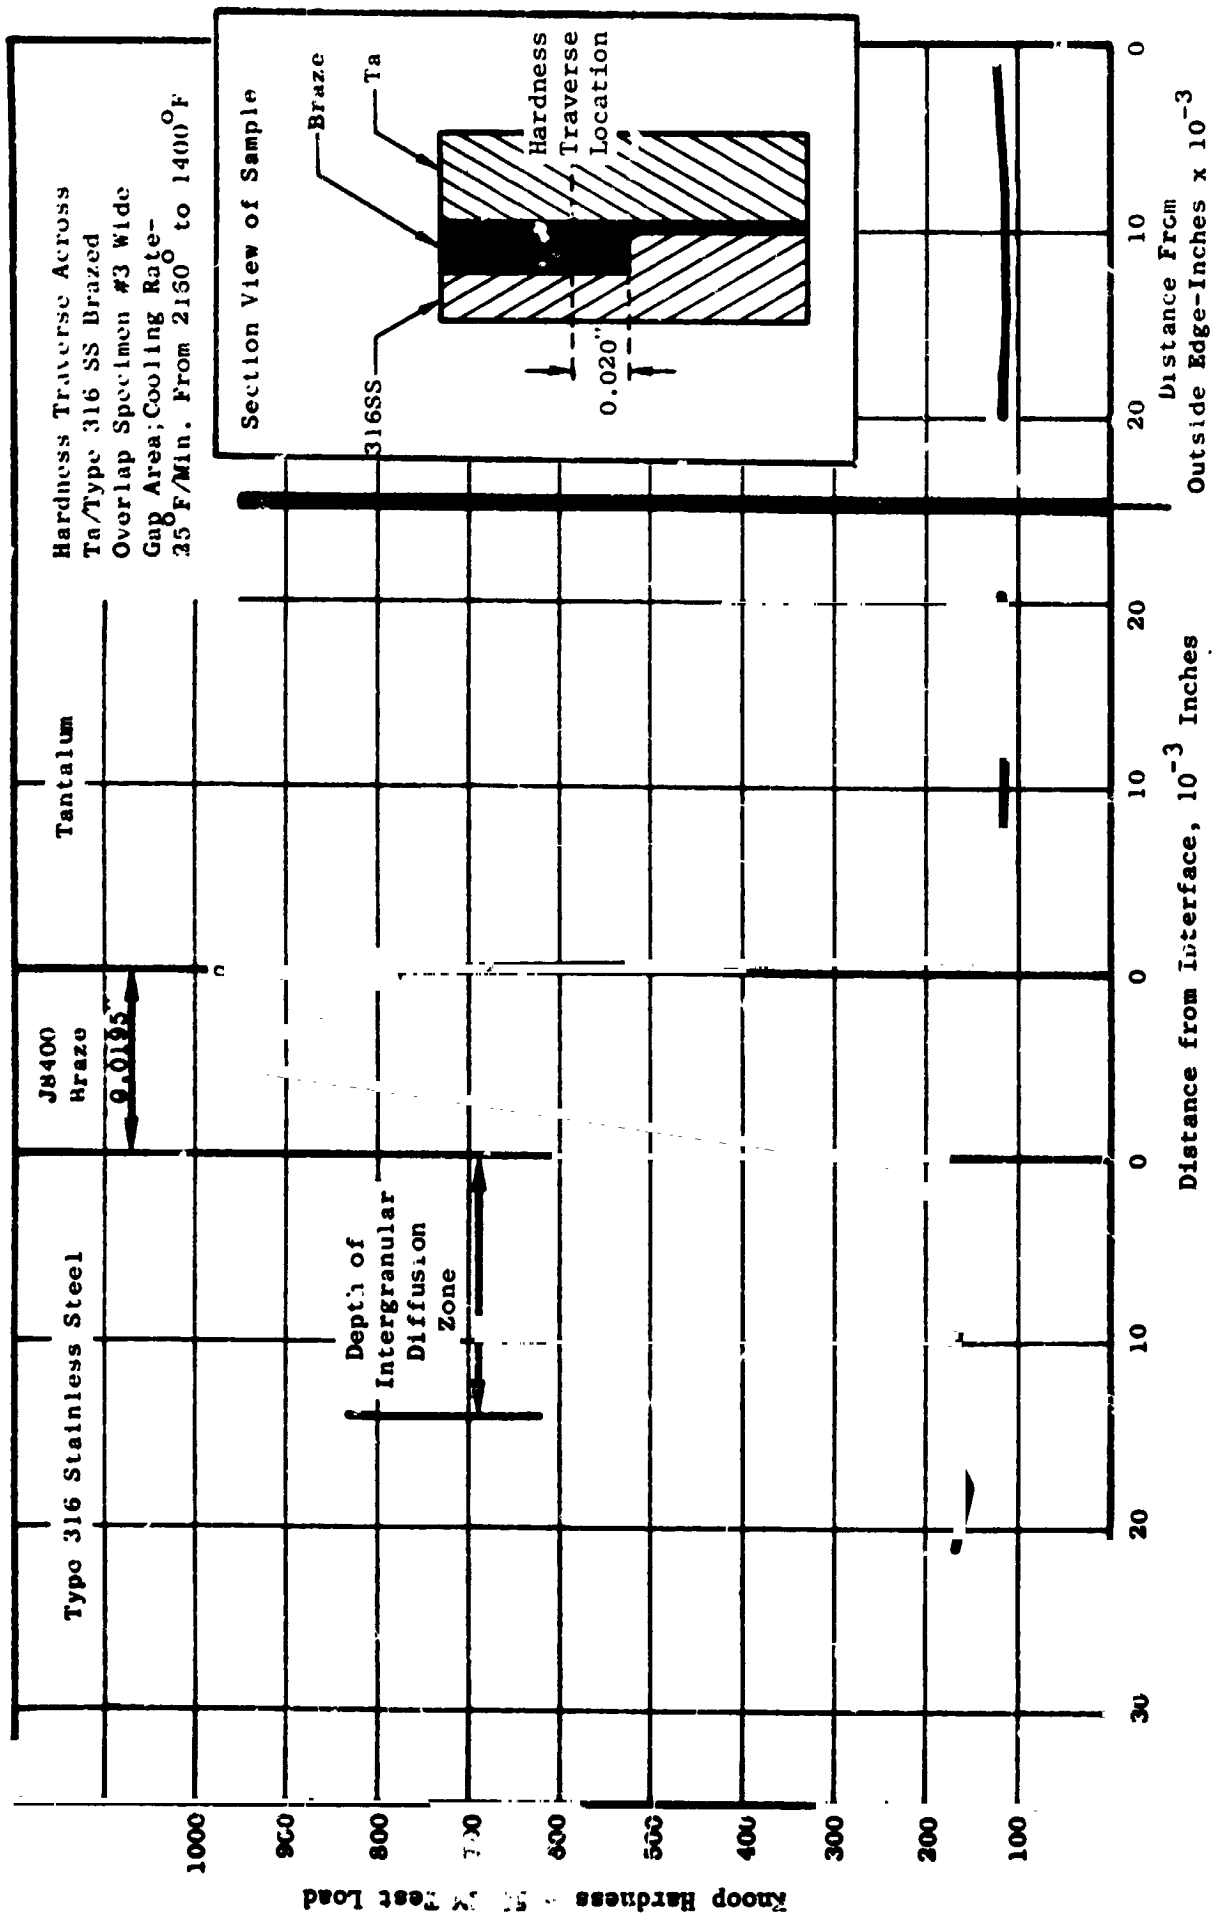 Hardness Traverse Across
Ta/Type 316 SS Brazed
Overlap Specimen #3 Wide
Gap Area;Cooling Rate-
25°F/Min. From 2160° to 1400°F
Section View of Sample
316SS
Braze
Ta
Hardness
Traverse
Location
0.020"
Type 316 Stainless Steel
J8400
Braze
0.0195"
Tantalum
Depth of
Intergranular
Diffusion
Zone
1000
900
800
700
600
500
400
300
200
100
Knoop Hardness Test Load
30
20
10
0
0
10
20
20
10
0
Distance from Interface, 10-3 Inches
Distance From
Outside Edge-Inches x 10-3